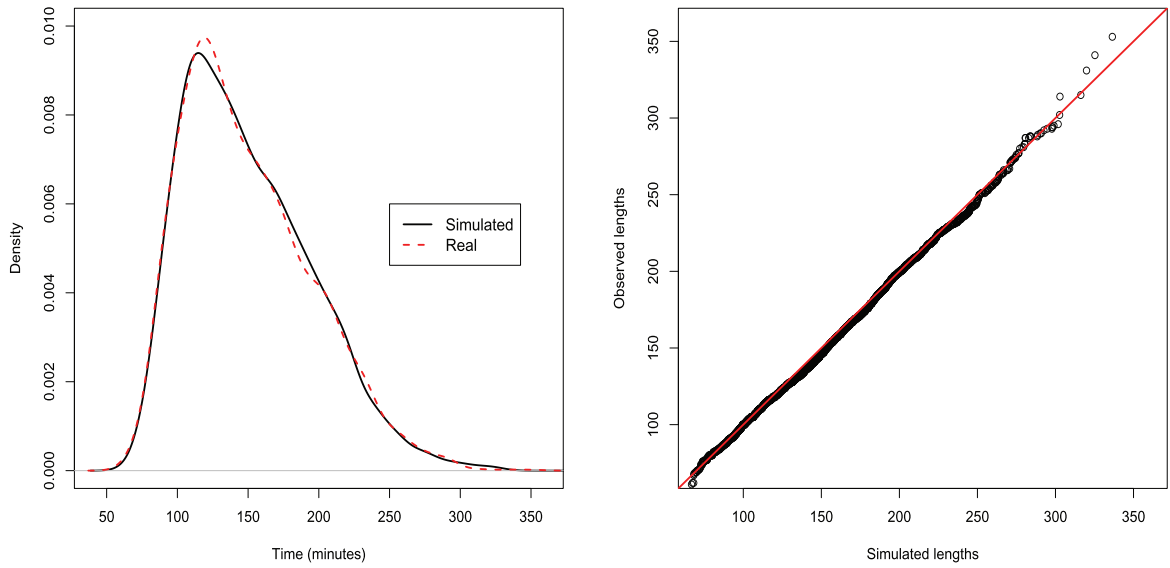 0.010
0.008
0.006
0.004
0.002
0.000
Density
Simulated
Real
50 100 150 200 250 300 350
Time (minutes)
350
300
250
200
150
100
Observed lengths
100 150 200 250 300 350
Simulated lengths